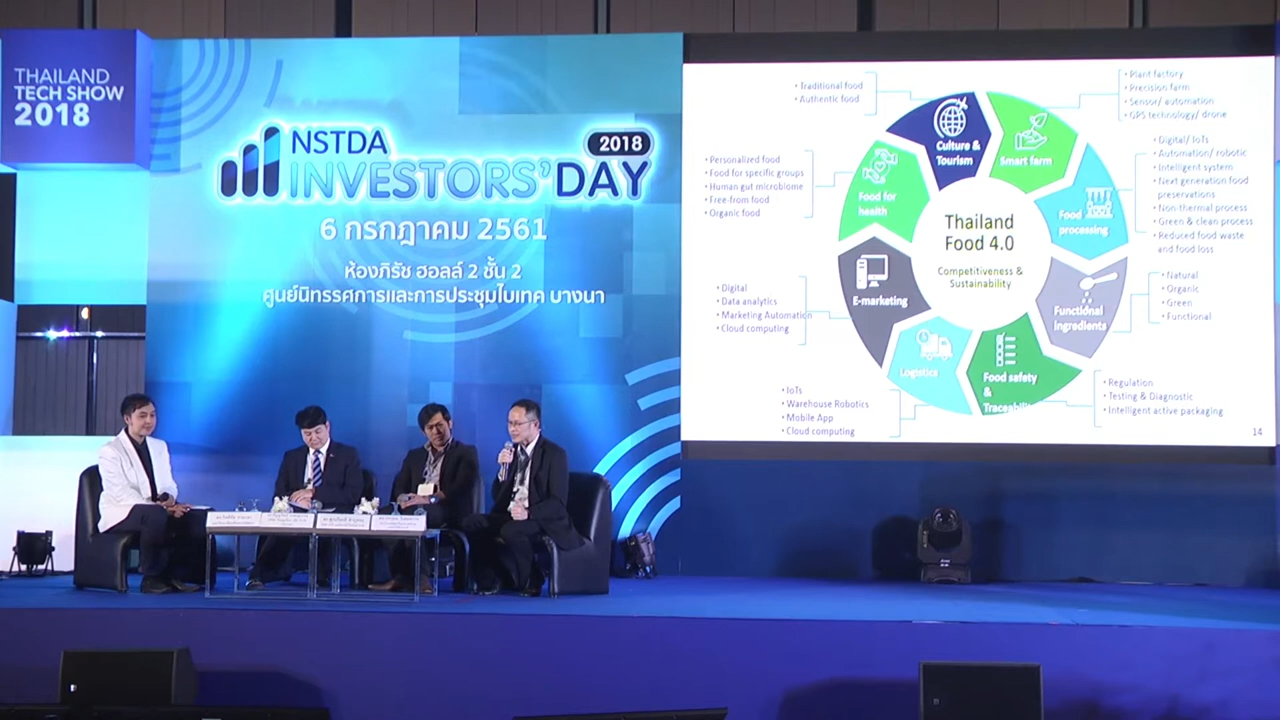 THAILAND
TECH SHOW
2018
NSTDA
2018
INVESTORS' DAY
6 กรกฎาคม 2561
ห้องภิรัช ฮอลล์ 2 ชั้น 2
ศูนย์นิทรรศการและการประชุมไบเทค บางนา
• Traditional food
• Authentic food
• Plant factory
• Precision farm
• Sensor/ automation
• GPS technology/ drone
Culture &
Tourism
Smart farm
• Personalized food
• Food for specific groups
• Human gut microbiome
• Free-from food
• Organic food
Food for
health
Food
processing
• Digital/ IoTs
• Automation/ robotic
• Intelligent system
• Next generation food
preservations
• Non-thermal process
• Green & clean process
• Reduced food waste
and food loss
Thailand
Food 4.0
Competitiveness &
Sustainability
• Digital
• Data analytics
• Marketing Automation
• Cloud computing
E-marketing
Functional
ingredients
• Natural
• Organic
• Green
• Functional
Logistics
Food safety
&
Traceability
• IoTs
• Warehouse Robotics
• Mobile App
• Cloud computing
• Regulation
• Testing & Diagnostic
• Intelligent active packaging
14